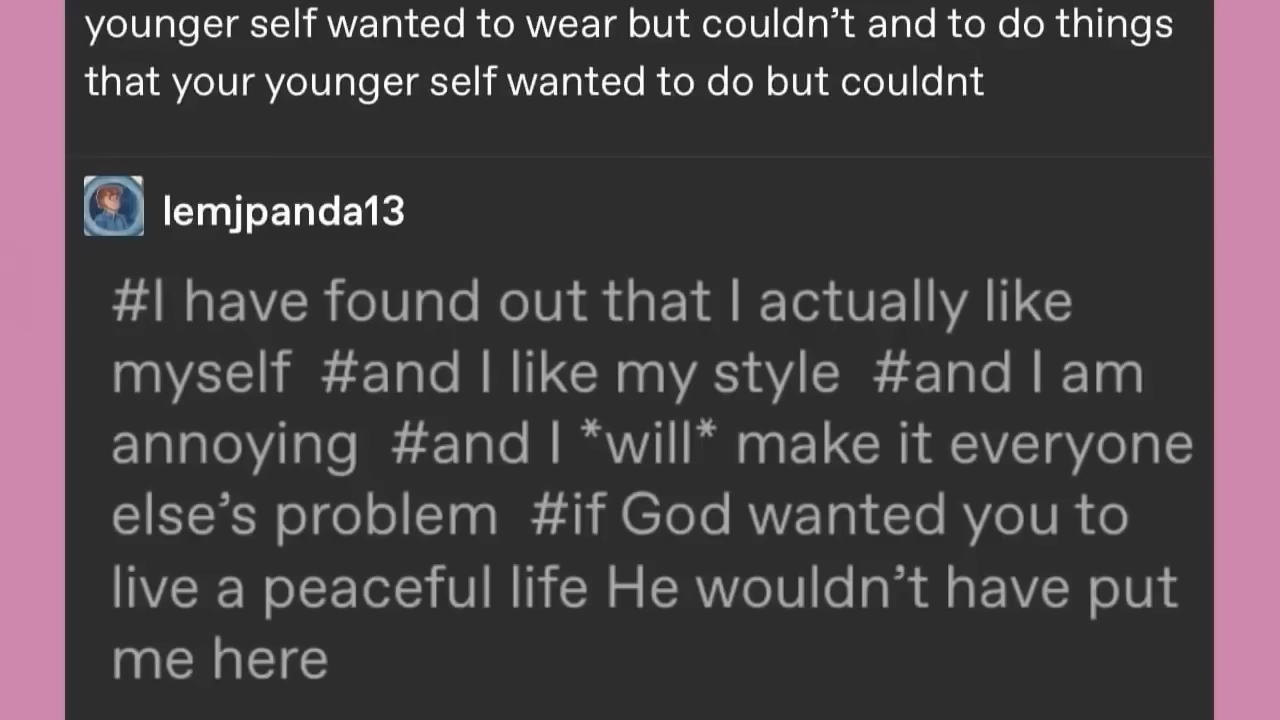 younger self wanted to wear but couldn’t and to do things
that your younger self wanted to do but couldnt
lemjpanda13
#I have found out that I actually like
myself #and I like my style #and I am
annoying #and I *will* make it everyone
else’s problem #if God wanted you to
live a peaceful life He wouldn’t have put
me here